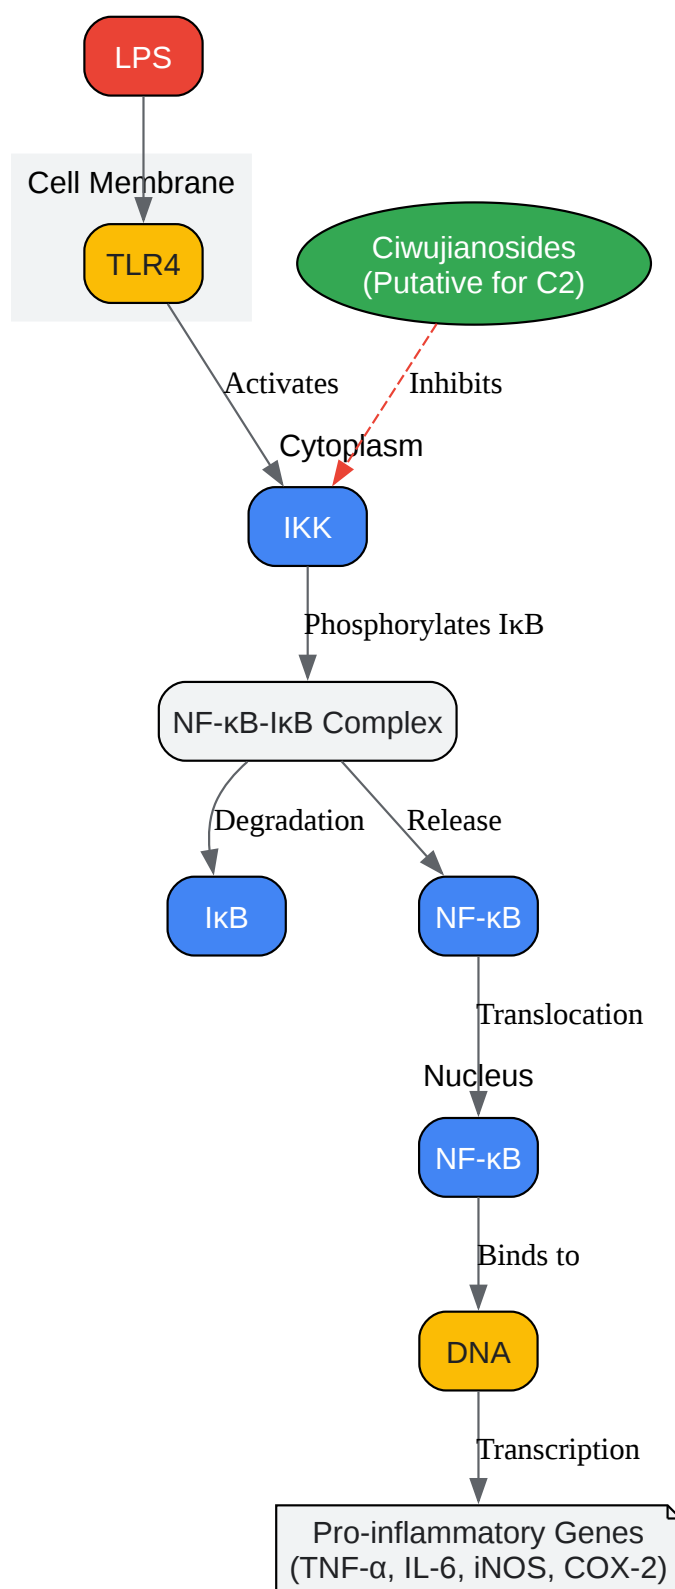 LPS
Cell Membrane
TLR4
Ciwujianosides
(Putative for C2)
Activates
Inhibits
Cytoplasm
IKK
Phosphorylates IκB
NF-κB-IκB Complex
Degradation
Release
IκB
NF-κB
Translocation
Nucleus
NF-κB
Binds to
DNA
Transcription
Pro-inflammatory Genes
(TNF-α, IL-6, iNOS, COX-2)